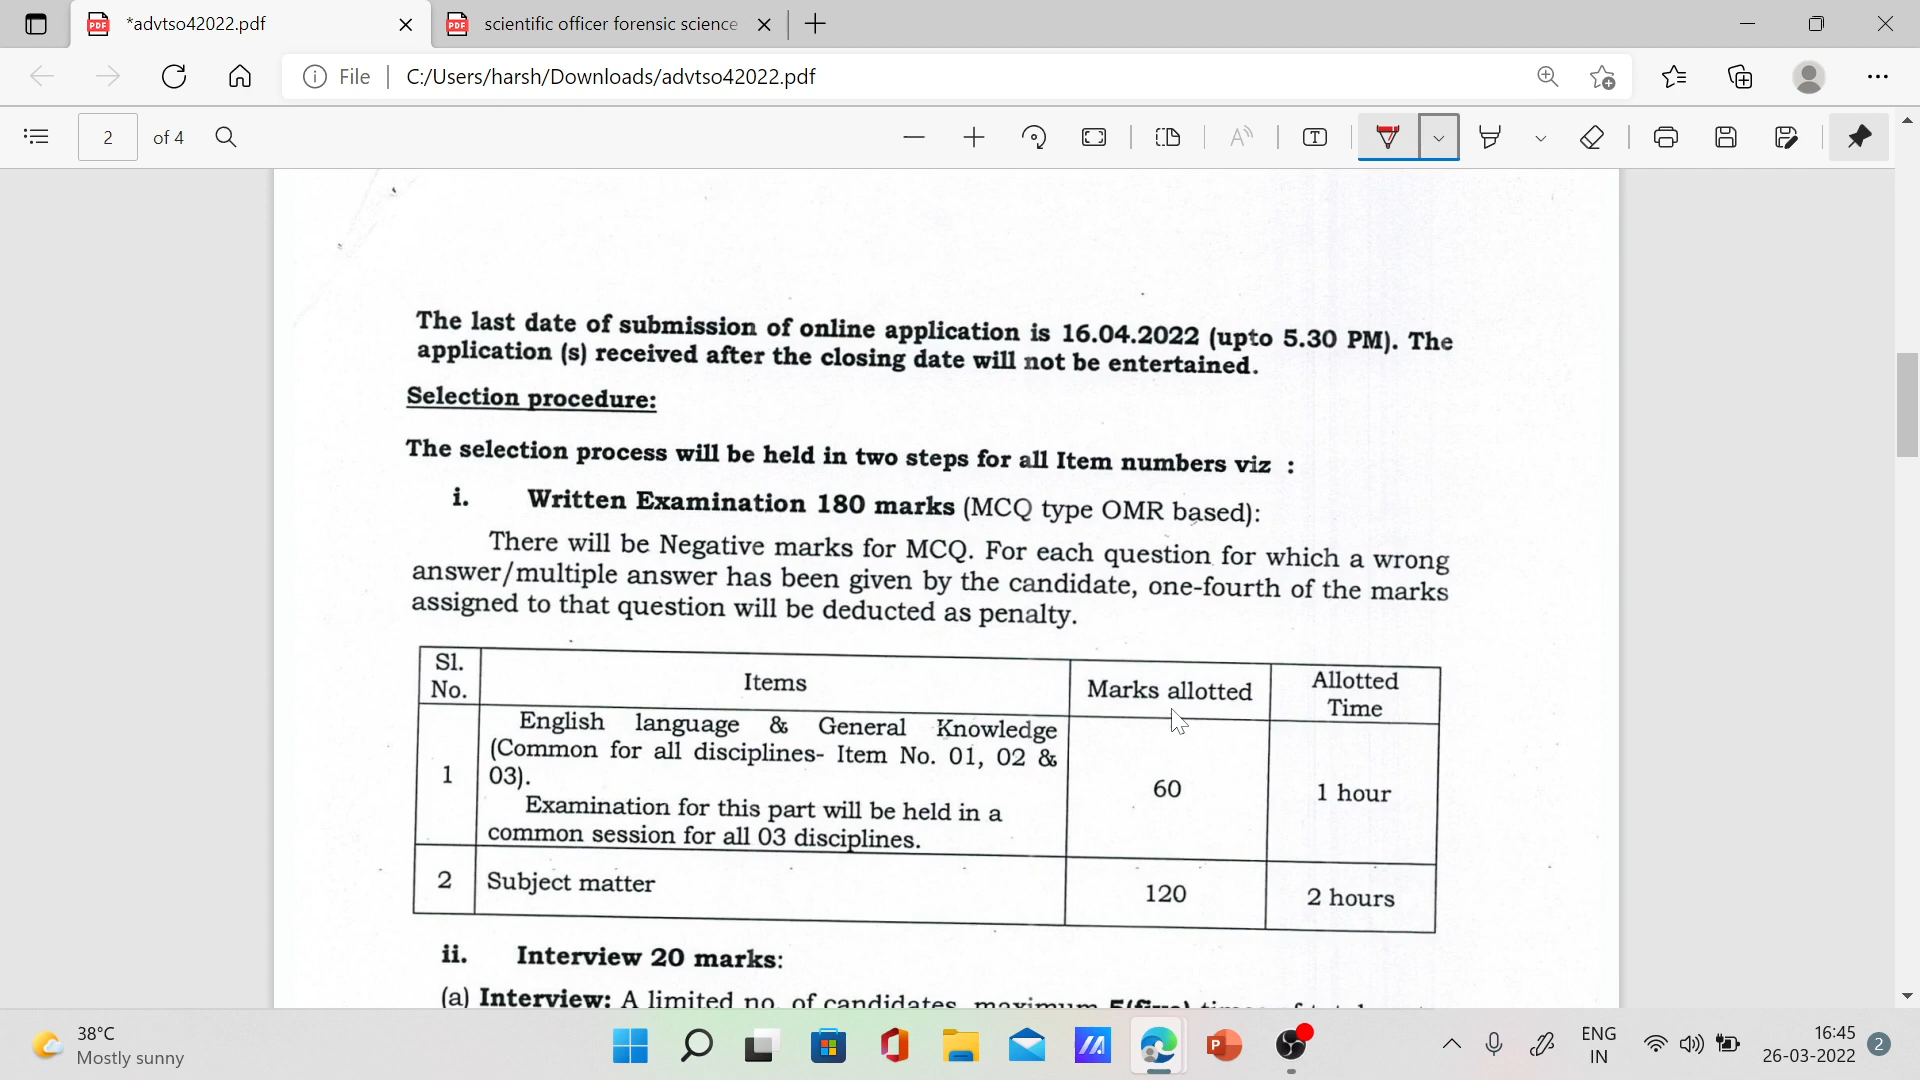 *advtso42022.pdf
scientific officer forensic science
File
C:/Users/harsh/Downloads/advtso42022.pdf
2
of 4
The last date of submission of online application is 16.04.2022 (upto 5.30 PM). The
application (s) received after the closing date will not be entertained.
Selection procedure:
The selection process will be held in two steps for all Item numbers viz :
i. Written Examination 180 marks (MCQ type OMR based):
There will be Negative marks for MCQ. For each question for which a wrong
answer/multiple answer has been given by the candidate, one-fourth of the marks
assigned to that question will be deducted as penalty.
Sl.
No.
Items
Marks allotted
Allotted
Time
1
English language & General Knowledge
(Common for all disciplines- Item No. 01, 02 &
03).
Examination for this part will be held in a
common session for all 03 disciplines.
60
1 hour
2
Subject matter
120
2 hours
ii. Interview 20 marks:
(a) Interview: A limited no. of candidates, maximum 5(five)
38°C
Mostly sunny
ENG
IN
16:45
26-03-2022
2